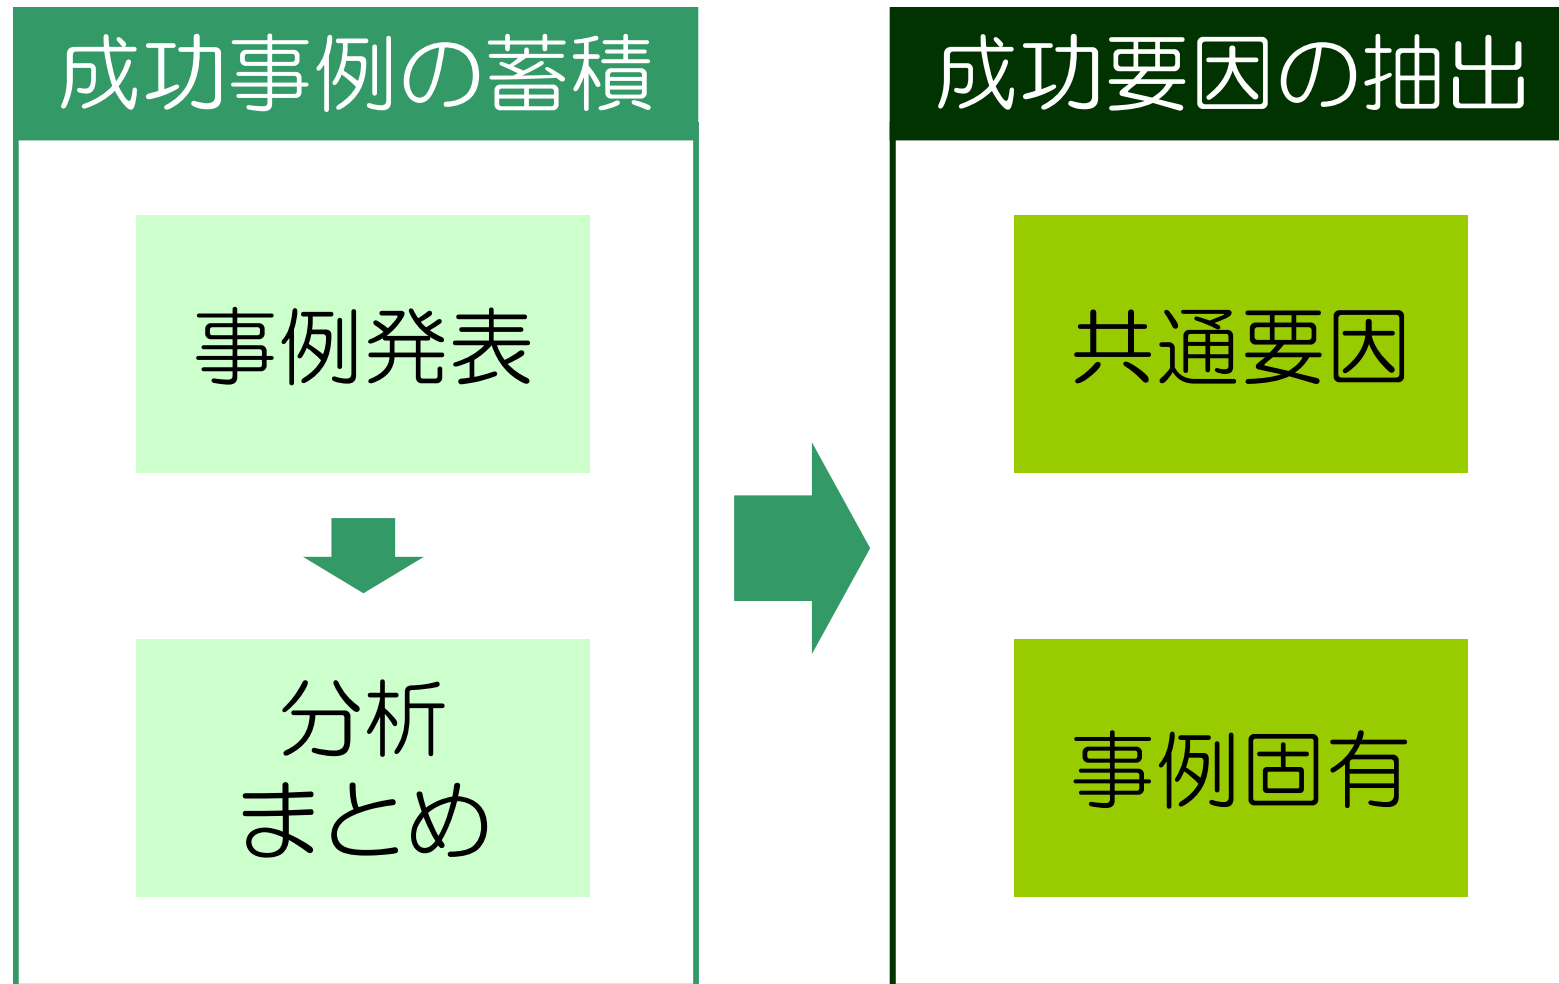 成功事例の蓄積
事例発表
分析
まとめ
成功要因の抽出
共通要因
事例固有